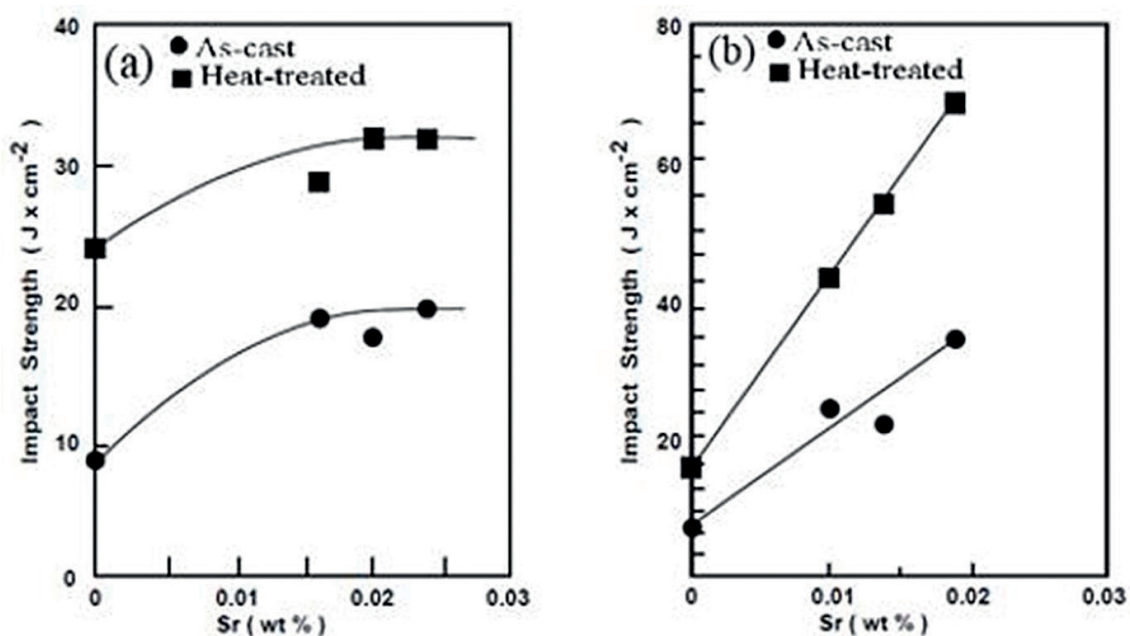 (a)
As-cast
Heat-treated
40
30
20
10
0
Impact Strength ( J x cm-2 )
0 0.01 0.02 0.03
Sr ( wt % )
(b)
As-cast
Heat-treated
80
60
40
20
Impact Strength ( J x cm-2 )
0 0.01 0.02 0.03
Sr ( wt % )